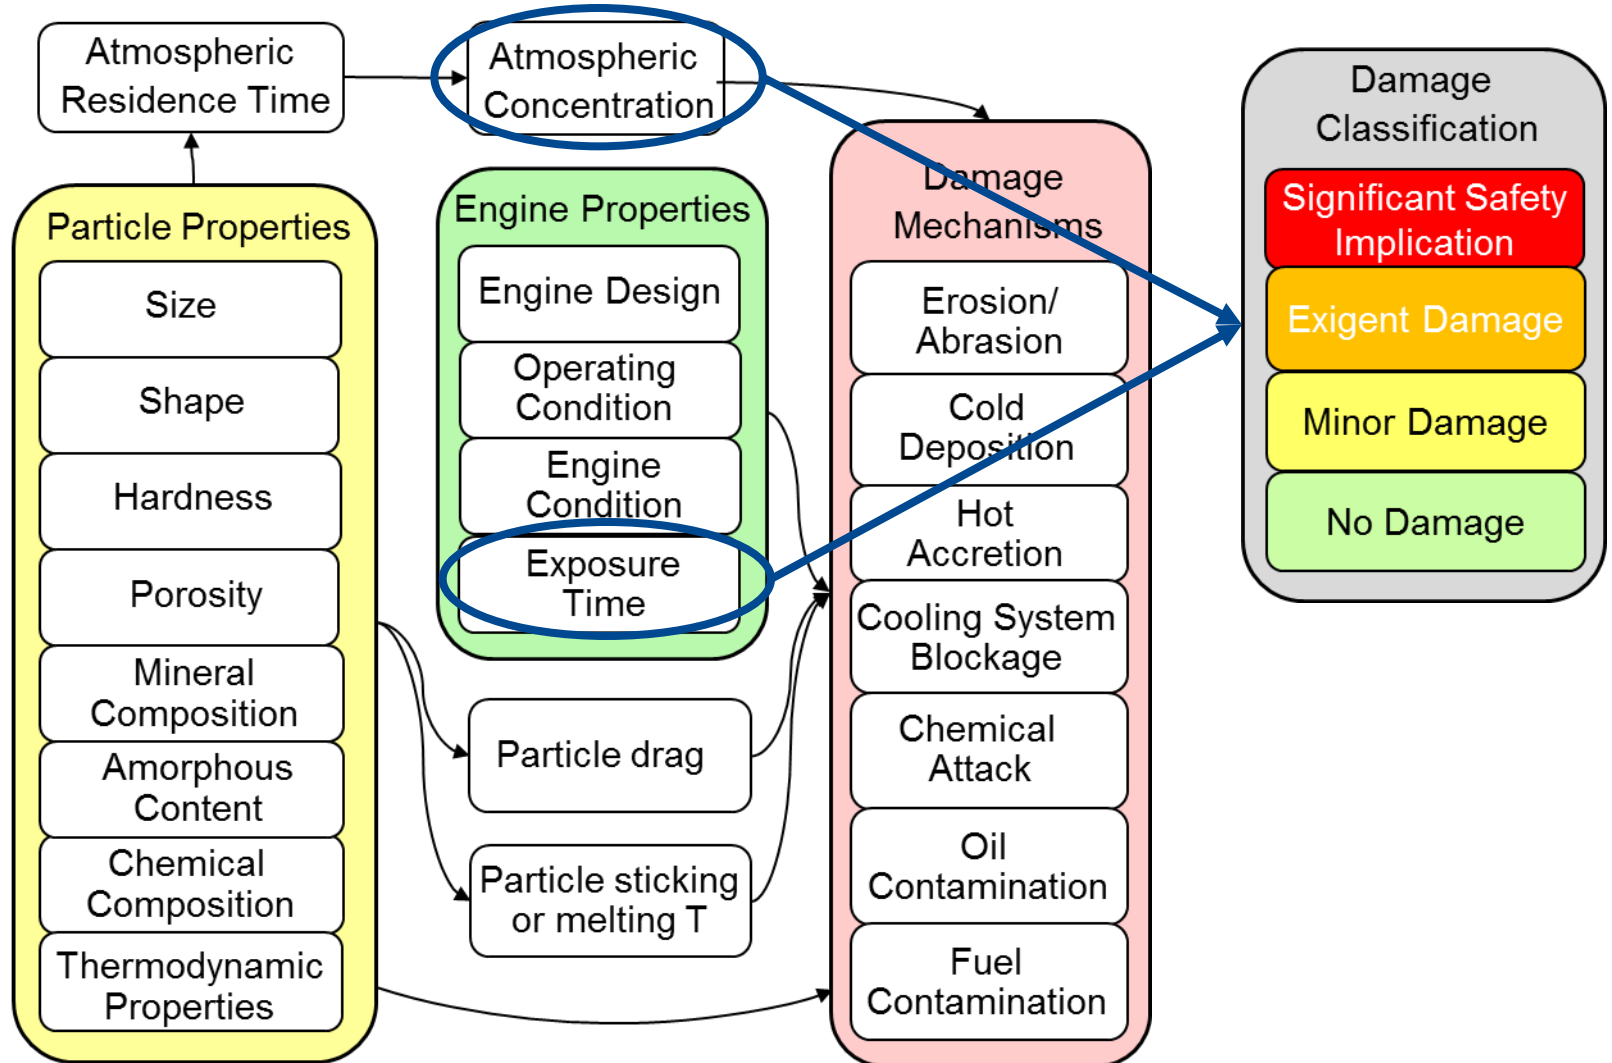 Atmospheric
Residence Time
Atmospheric
Concentration
Particle Properties
Size
Shape
Hardness
Porosity
Mineral
Composition
Amorphous
Content
Chemical
Composition
Thermodynamic
Properties
Engine Properties
Engine Design
Operating
Condition
Engine
Condition
Exposure
Time
Particle drag
Particle sticking
or melting T
Damage
Mechanisms
Erosion/
Abrasion
Cold
Deposition
Hot
Accretion
Cooling System
Blockage
Chemical
Attack
Oil
Contamination
Fuel
Contamination
Damage
Classification
Significant Safety
Implication
Exigent Damage
Minor Damage
No Damage